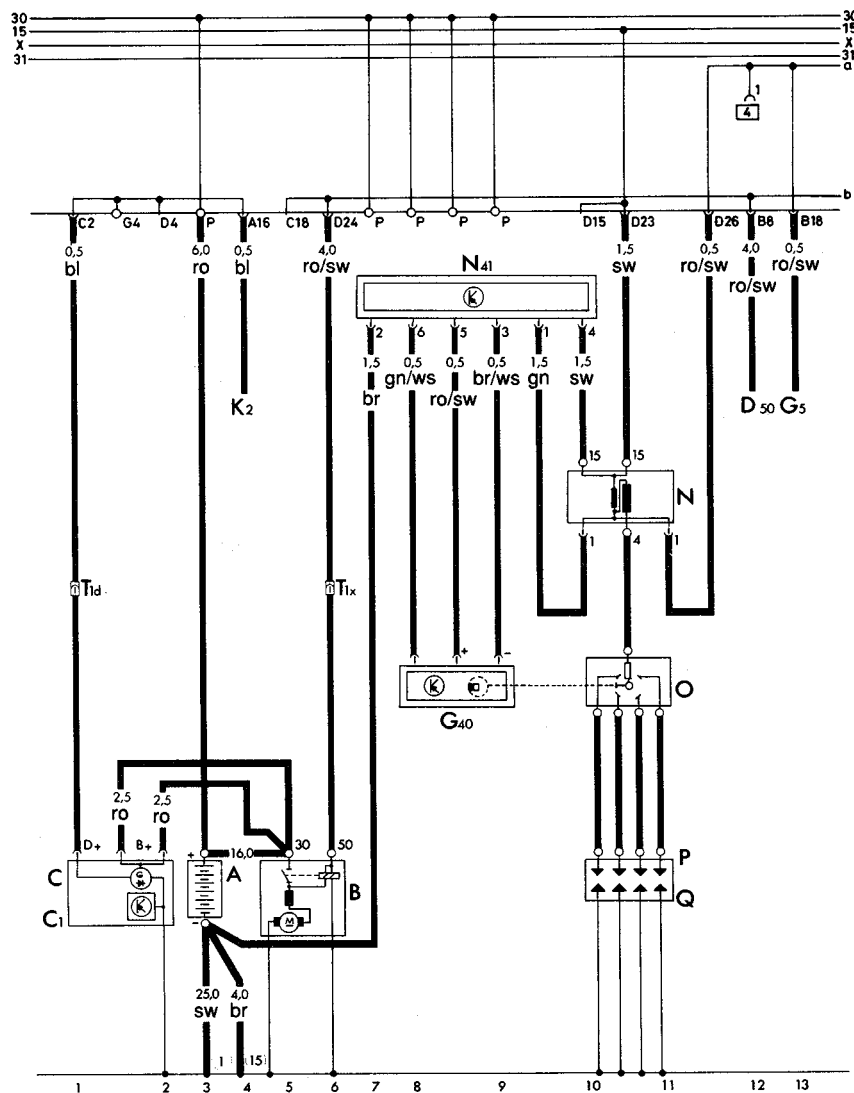 30 30
15 15
X X
31 31
a
1
4
b
C2 G4 D4 P A16 C18 D24 P P P P D15 D23 D26 B8 B18
0,5 6,0 0,5 4,0 1,5 0,5 4,0 0,5
bl ro bl ro/sw sw ro/sw ro/sw ro/sw
N41
2 6 5 3 1 4
1,5 0,5 0,5 0,5 1,5 1,5
br gn/ws ro/sw br/ws gn sw
K2 D 50 G5
15 15
N
1 4 1
T1d T1x
+ −
O
G40
2,5 2,5
ro ro
D+ B+ + 16,0 30 50
P
C A B
G
C1
M
Q
−
25,0 4,0
sw br
1 15
1 2 3 4 5 6 7 8 9 10 11 12 13